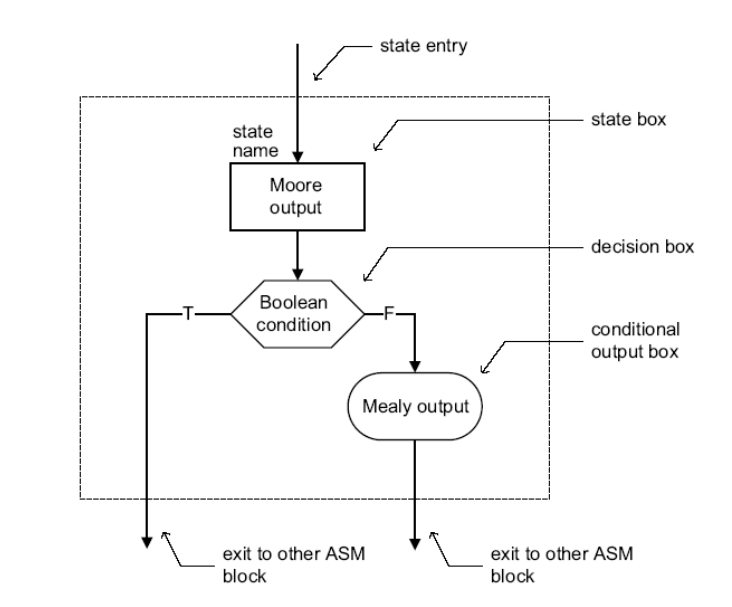 state entry
state box
state
name
Moore
output
decision box
T
Boolean
condition
F
conditional
output box
Mealy output
exit to other ASM
block
exit to other ASM
block